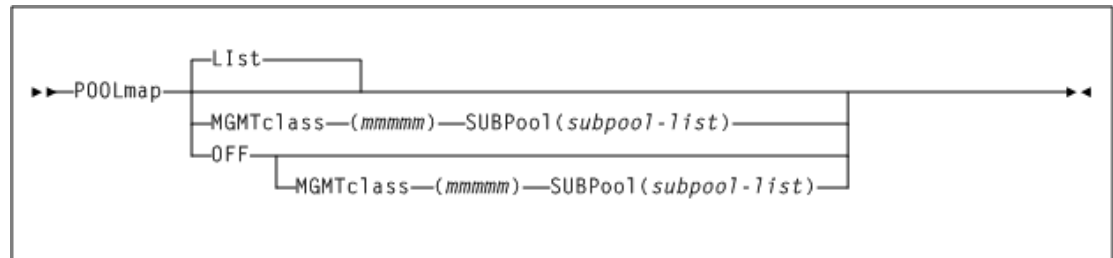 LIst
POOLmap
MGMTclass (mmmmm) SUBPool(subpool-list)
OFF
MGMTclass (mmmmm) SUBPool(subpool-list)